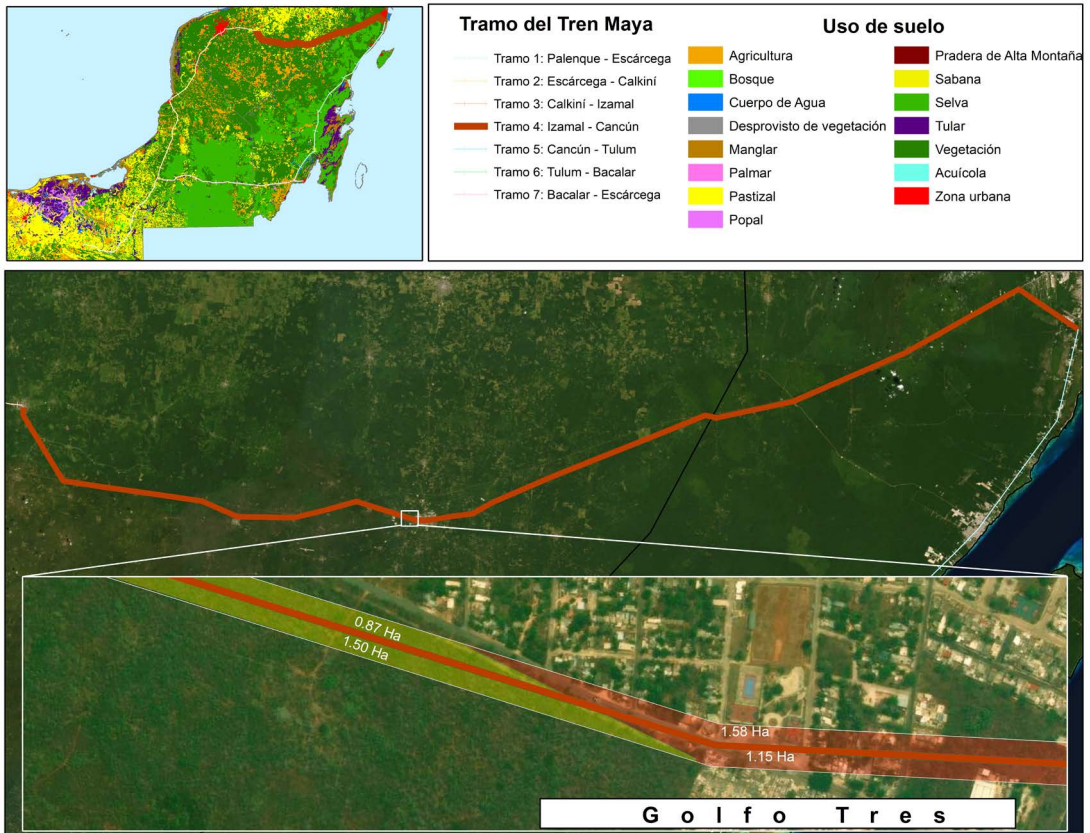 Tramo del Tren Maya
Tramo 1: Palenque - Escárcega
Tramo 2: Escárcega - Calkiní
Tramo 3: Calkiní - Izamal
Tramo 4: Izamal - Cancún
Tramo 5: Cancún - Tulum
Tramo 6: Tulum - Bacalar
Tramo 7: Bacalar - Escárcega
Uso de suelo
Agricultura
Bosque
Cuerpo de Agua
Desprovisto de vegetación
Manglar
Palmar
Pastizal
Popal
Pradera de Alta Montaña
Sabana
Selva
Tular
Vegetación
Acuícola
Zona urbana
0.87 Ha
1.50 Ha
1.58 Ha
1.15 Ha
Golfo Tres